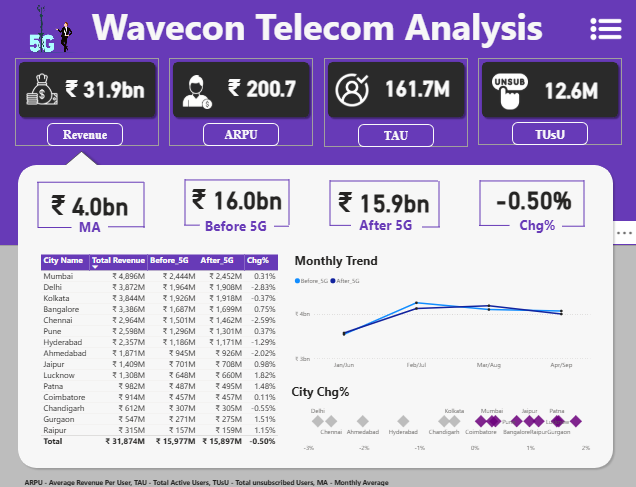 5G
Wavecon Telecom Analysis
₹ 31.9bn
₹ 200.7
161.7M
UNSUB
12.6M
Revenue
ARPU
TAU
TUsU
₹ 4.0bn
₹ 16.0bn
₹ 15.9bn
-0.50%
MA
Before 5G
After 5G
Chg%
City Name Total Revenue Before_5G After_5G Chg%
Mumbai ₹ 4,896M ₹ 2,444M ₹ 2,452M 0.31%
Delhi ₹ 3,872M ₹ 1,964M ₹ 1,908M -2.83%
Kolkata ₹ 3,844M ₹ 1,926M ₹ 1,918M -0.37%
Bangalore ₹ 3,386M ₹ 1,687M ₹ 1,699M 0.75%
Chennai ₹ 2,964M ₹ 1,501M ₹ 1,462M -2.59%
Pune ₹ 2,598M ₹ 1,296M ₹ 1,301M 0.37%
Hyderabad ₹ 2,357M ₹ 1,186M ₹ 1,171M -1.29%
Ahmedabad ₹ 1,871M ₹ 945M ₹ 926M -2.02%
Jaipur ₹ 1,409M ₹ 701M ₹ 708M 0.98%
Lucknow ₹ 1,308M ₹ 648M ₹ 660M 1.82%
Patna ₹ 982M ₹ 487M ₹ 495M 1.48%
Coimbatore ₹ 914M ₹ 457M ₹ 457M 0.11%
Chandigarh ₹ 612M ₹ 307M ₹ 305M -0.55%
Gurgaon ₹ 547M ₹ 271M ₹ 275M 1.51%
Raipur ₹ 315M ₹ 157M ₹ 159M 1.15%
Total ₹ 31,874M ₹ 15,977M ₹ 15,897M -0.50%
Monthly Trend
Before_5G After_5G
₹ 4bn
₹ 3bn
Jan/Jun Feb/Jul Mar/Aug Apr/Sep
City Chg%
Delhi Kolkata Mumbai Jaipur Patna
Chennai Ahmedabad Hyderabad Chandigarh Coimbatore Bangalore Raipur Gurgaon
-3% -2% -1% 0% 1% 2%
ARPU - Average Revenue Per User, TAU - Total Active Users, TUsU - Total unsubscribed Users, MA - Monthly Average